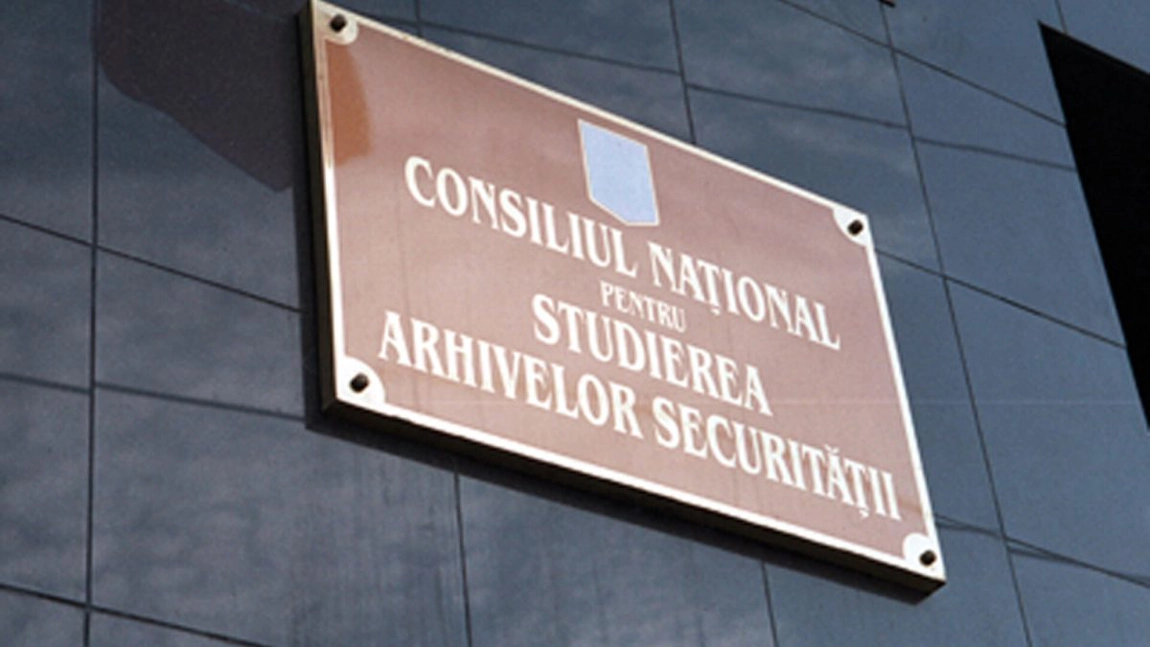 CONSILIUL NAȚIONAL
PENTRU
STUDIEREA
ARHIVELOR SECURITĂȚII